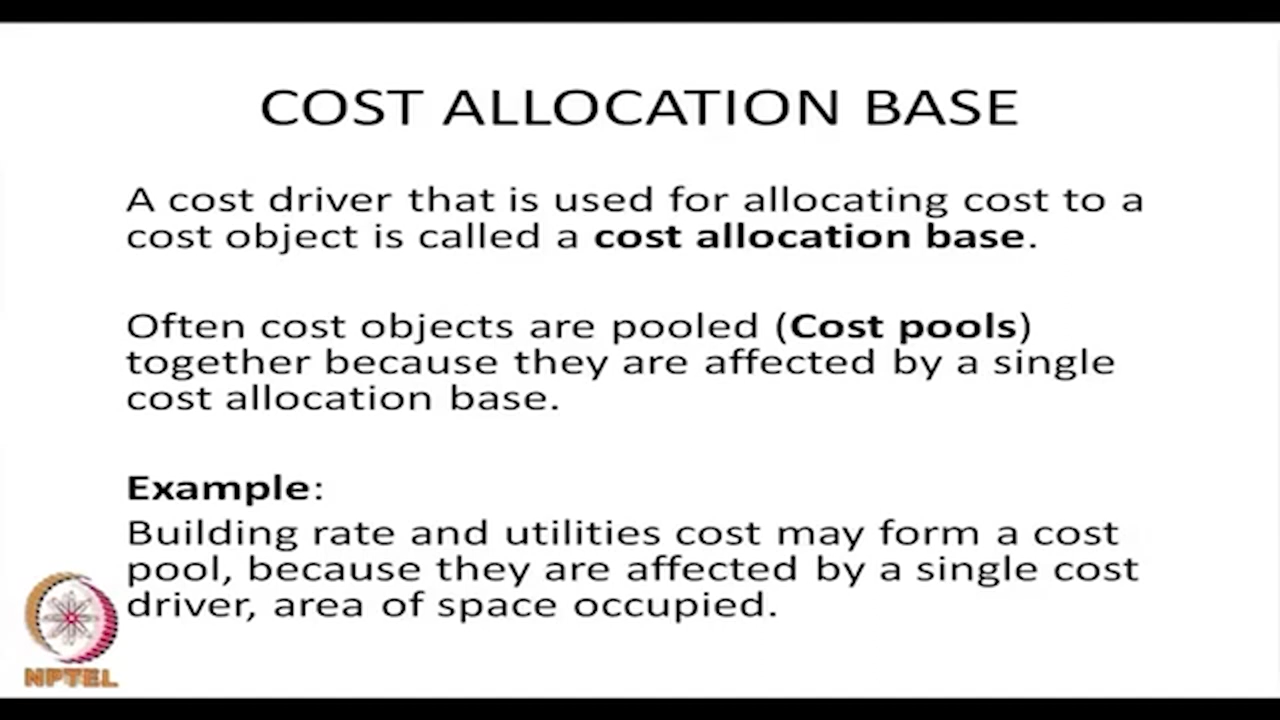 COST ALLOCATION BASE
A cost driver that is used for allocating cost to a
cost object is called a cost allocation base.
Often cost objects are pooled (Cost pools)
together because they are affected by a single
cost allocation base.
Example:
Building rate and utilities cost may form a cost
pool, because they are affected by a single cost
driver, area of space occupied.
NPTEL